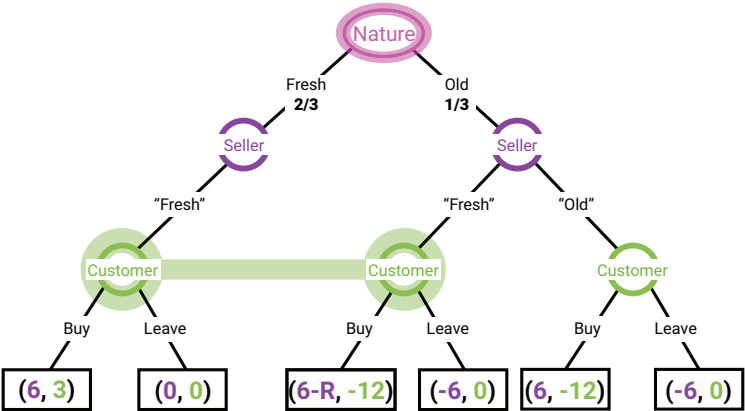 Nature
Fresh
2/3
Old
1/3
Seller
Seller
“Fresh”
“Fresh”
“Old”
Customer
Customer
Customer
Buy
Leave
Buy
Leave
Buy
Leave
(6, 3)
(0, 0)
(6-R, -12)
(-6, 0)
(6, -12)
(-6, 0)